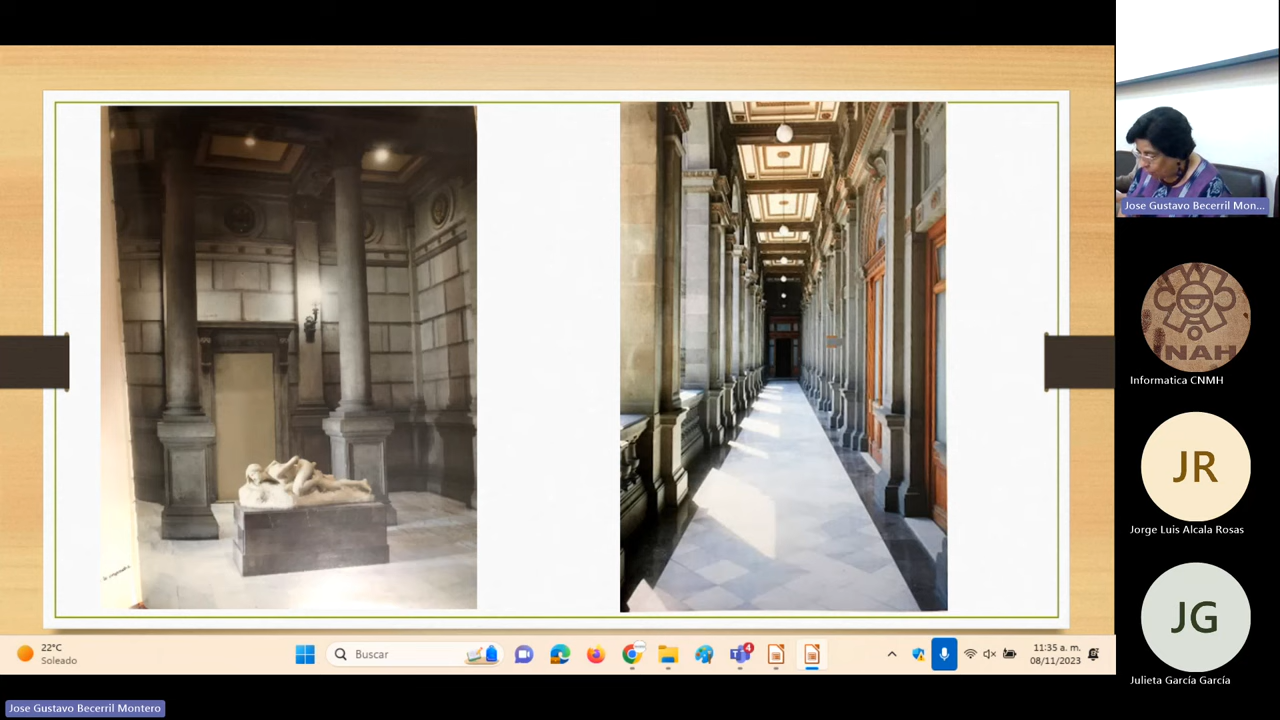 Jose Gustavo Becerril Mon...
INAH
Informatica CNMH
JR
Jorge Luis Alcala Rosas
JG
Julieta García García
22°C
Soleado
Buscar
4
11:35 a. m.
08/11/2023
Jose Gustavo Becerril Montero